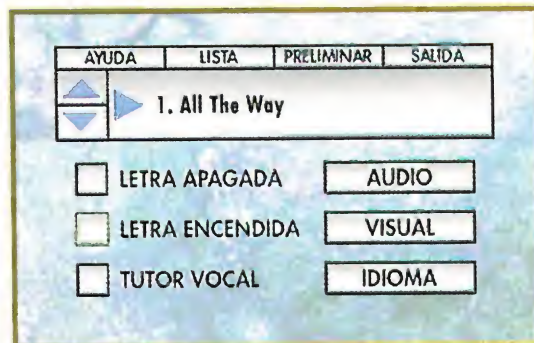 AYUDA LISTA PRELIMINAR SALIDA
1. All The Way
LETRA APAGADA AUDIO
LETRA ENCENDIDA VISUAL
TUTOR VOCAL IDIOMA